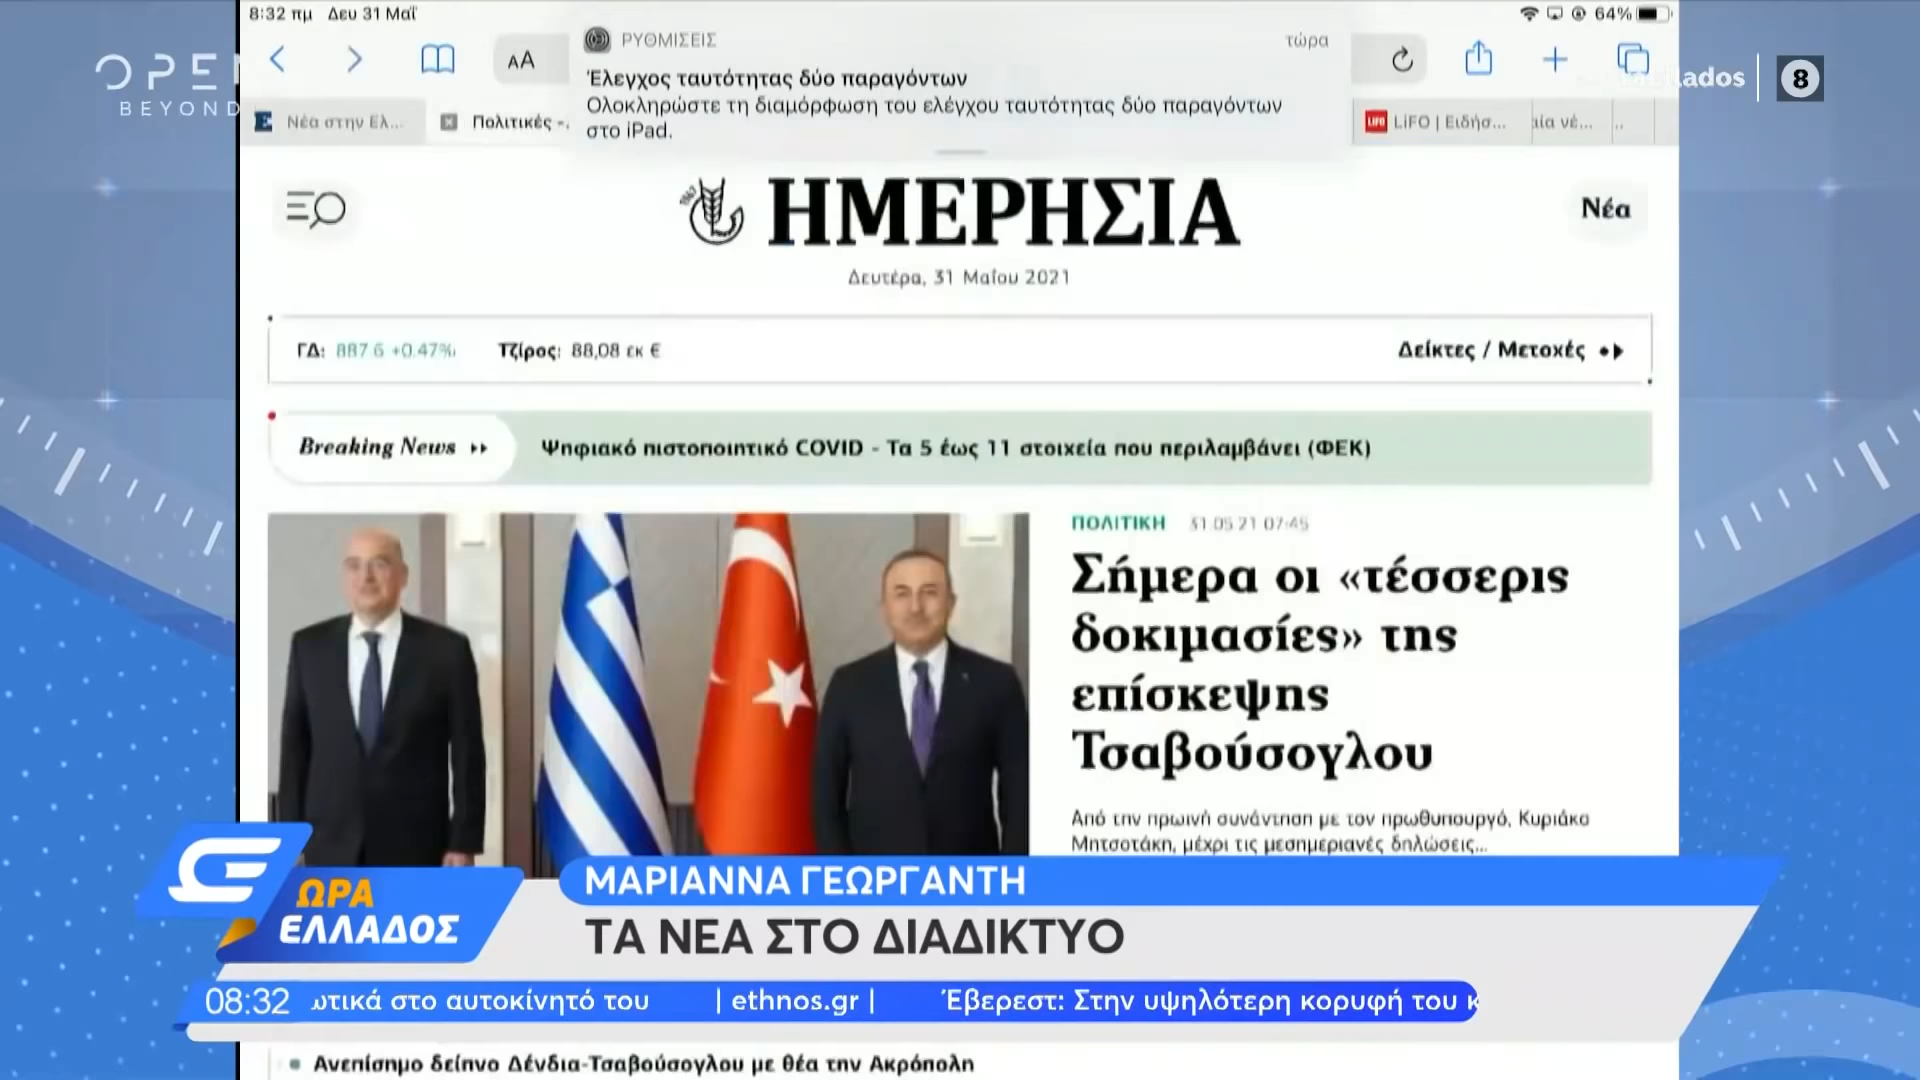 8:32 πμ Δευ 31 Μαΐ
64%
OPEN
BEYOND
AA
ΡΥΘΜΙΣΕΙΣ
τώρα
Έλεγχος ταυτότητας δύο παραγόντων
Ολοκληρώστε τη διαμόρφωση του ελέγχου ταυτότητας δύο παραγόντων
στο iPad.
llados
8
Νέα στην Ελ...
Πολιτικές -
LiFO
LiFO | Ειδήσ...
αία νέ...
..
ΗΜΕΡΗΣΙΑ
Νέα
Δευτέρα, 31 Μαΐου 2021
ΓΔ: 887.6 +0.47%
Τζίρος: 88,08 εκ €
Δείκτες / Μετοχές
Breaking News
Ψηφιακό πιστοποιητικό COVID - Τα 5 έως 11 στοιχεία που περιλαμβάνει (ΦΕΚ)
ΠΟΛΙΤΙΚΗ 31.05.21 07:45
Σήμερα οι «τέσσερις
δοκιμασίες» της
επίσκεψης
Τσαβούσογλου
Από την πρωινή συνάντηση με τον πρωθυπουργό, Κυριάκο
Μητσοτάκη, μέχρι τις μεσημεριανές δηλώσεις...
ΩΡΑ
ΕΛΛΑΔΟΣ
ΜΑΡΙΑΝΝΑ ΓΕΩΡΓΑΝΤΗ
ΤΑ ΝΕΑ ΣΤΟ ΔΙΑΔΙΚΤΥΟ
08:32 ωτικά στο αυτοκίνητό του | ethnos.gr | Έβερεστ: Στην υψηλότερη κορυφή του κ
Ανεπίσημο δείπνο Δένδια-Τσαβούσογλου με θέα την Ακρόπολη